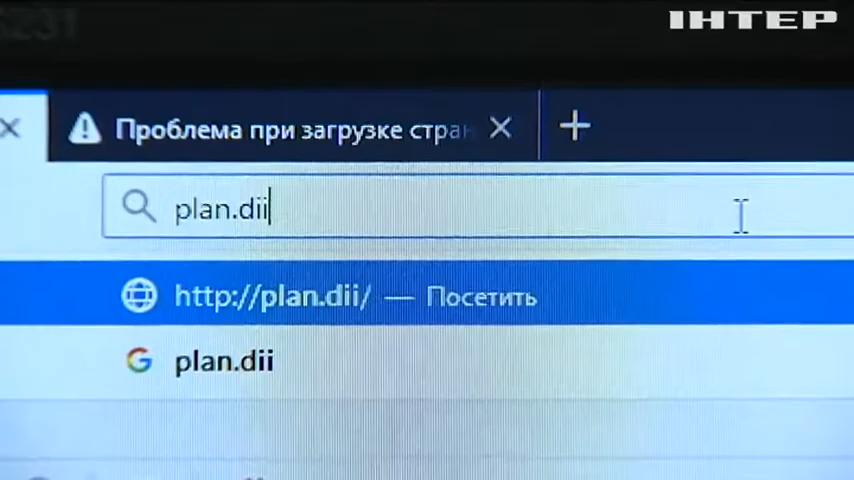 ІНТЕР
Проблема при загрузке стран
plan.dii
http://plan.dii/ — Посетить
plan.dii